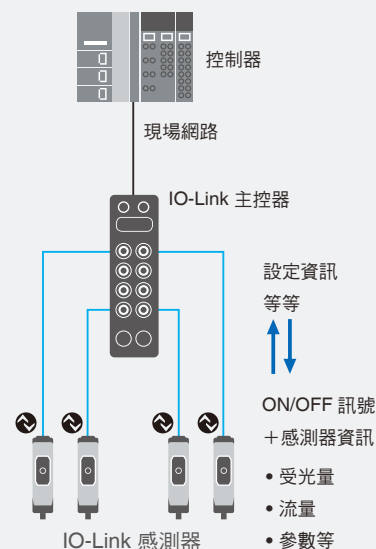 控制器
現場網路
IO-Link 主控器
設定資訊
等等
ON/OFF 訊號
＋感測器資訊
• 受光量
• 流量
• 參數等
IO-Link 感測器